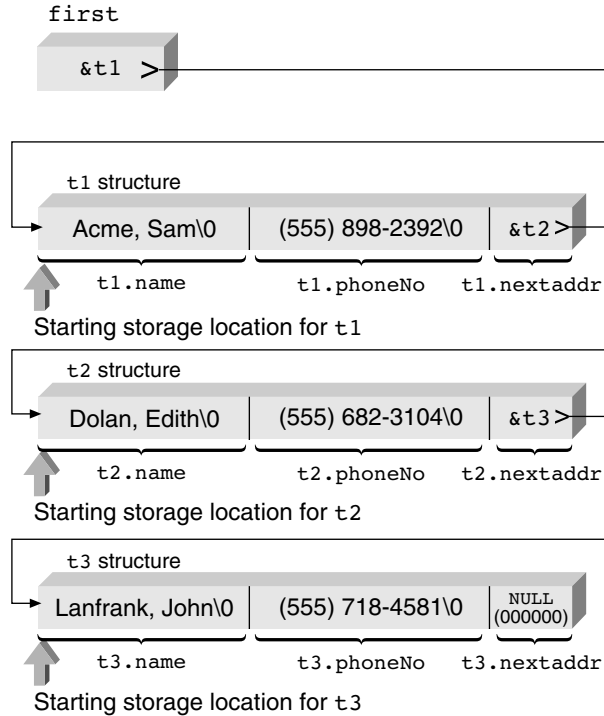 first
&t1 >
t1 structure
Acme, Sam\0 (555) 898-2392\0 &t2>
t1.name t1.phoneNo t1.nextaddr
Starting storage location for t1
t2 structure
Dolan, Edith\0 (555) 682-3104\0 &t3>
t2.name t2.phoneNo t2.nextaddr
Starting storage location for t2
t3 structure
Lanfrank, John\0 (555) 718-4581\0 NULL
(000000)
t3.name t3.phoneNo t3.nextaddr
Starting storage location for t3